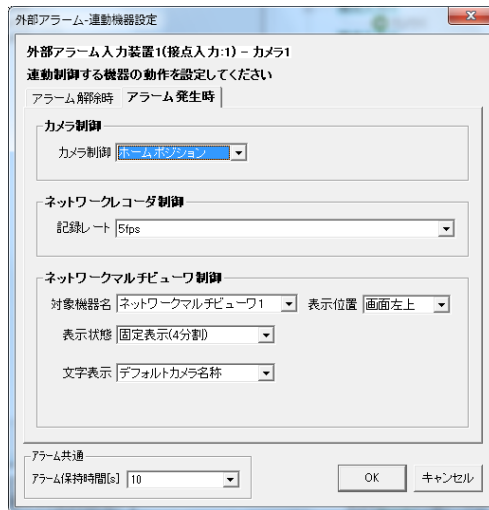 外部アラーム-連動機器設定
外部アラーム入力装置1(接点入力:1) – カメラ1
連動制御する機器の動作を設定してください
アラーム解除時 アラーム発生時
カメラ制御
カメラ制御 ホームポジション
ネットワークレコーダ制御
記録レート 5fps
ネットワークマルチビューワ制御
対象機器名 ネットワークマルチビューワ1 表示位置 画面左上
表示状態 固定表示(4分割)
文字表示 デフォルトカメラ名称
アラーム共通
アラーム保持時間[s] 10
OK キャンセル